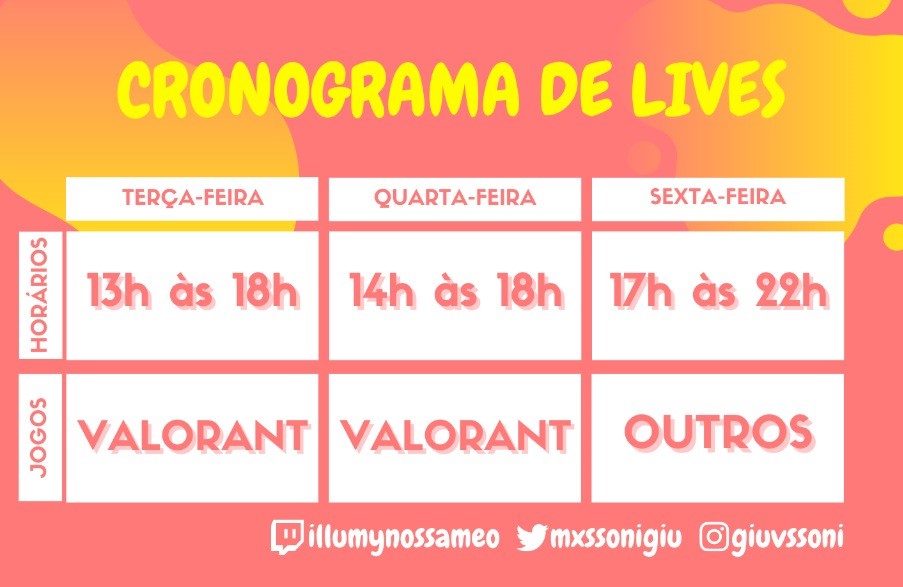 CRONOGRAMA DE LIVES
TERÇA-FEIRA QUARTA-FEIRA SEXTA-FEIRA
HORÁRIOS 13h às 18h 14h às 18h 17h às 22h
JOGOS VALORANT VALORANT OUTROS
illumynossameo mxssonigiu giuvssoni